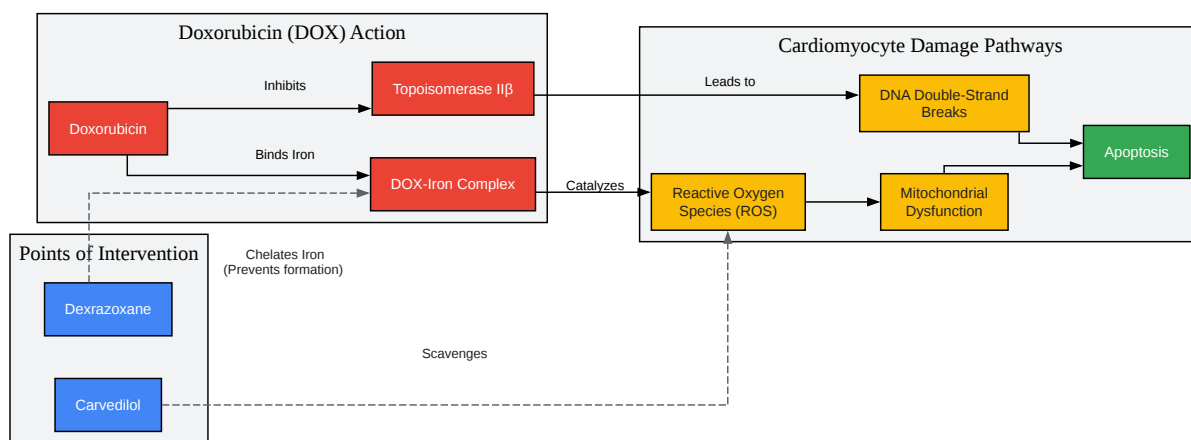 Doxorubicin (DOX) Action
Inhibits
Topoisomerase IIβ
Doxorubicin
Binds Iron
DOX-Iron Complex
Cardiomyocyte Damage Pathways
Leads to
DNA Double-Strand
Breaks
Apoptosis
Catalyzes
Reactive Oxygen
Species (ROS)
Mitochondrial
Dysfunction
Points of Intervention
Chelates Iron
(Prevents formation)
Dexrazoxane
Scavenges
Carvedilol